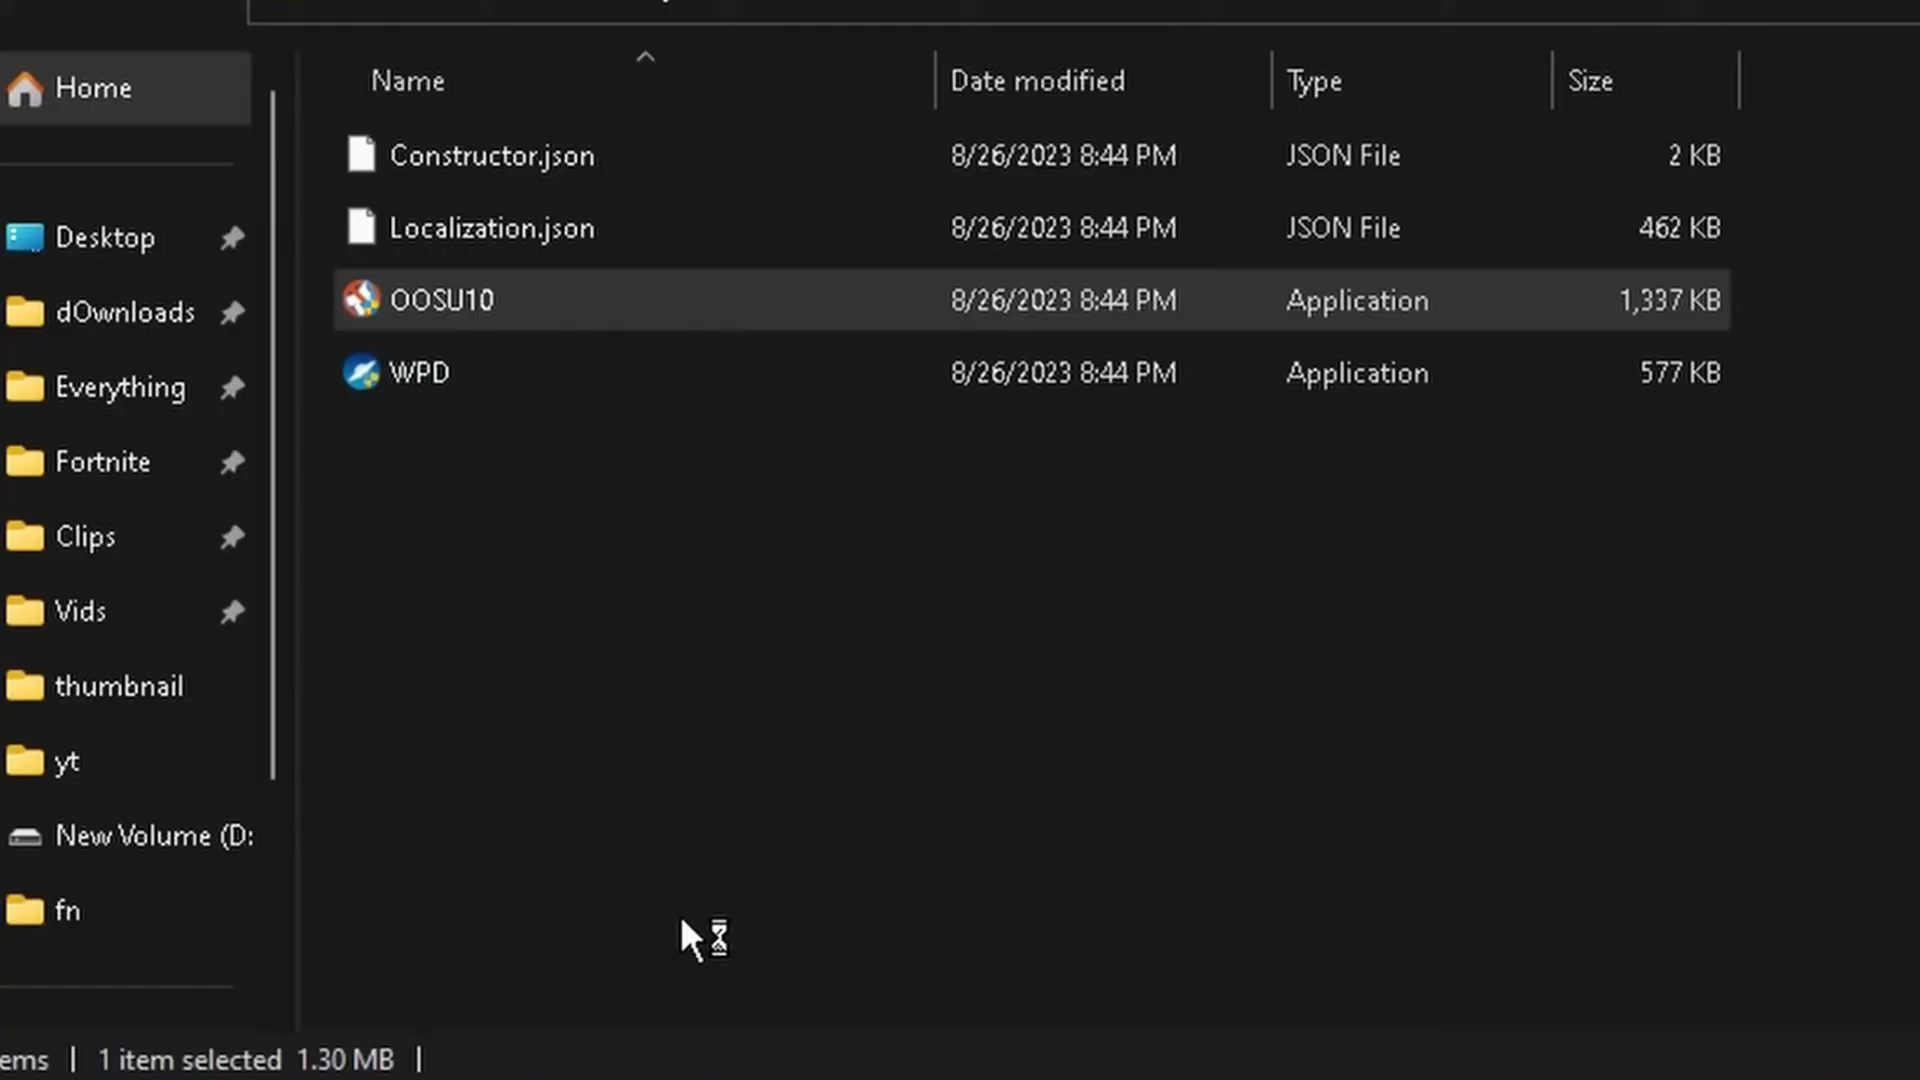 Home
Desktop
dOwnloads
Everything
Fortnite
Clips
Vids
thumbnail
yt
New Volume (D:
fn
Name Date modified Type Size
Constructor.json 8/26/2023 8:44 PM JSON File 2 KB
Localization.json 8/26/2023 8:44 PM JSON File 462 KB
OOSU10 8/26/2023 8:44 PM Application 1,337 KB
WPD 8/26/2023 8:44 PM Application 577 KB
ems | 1 item selected 1.30 MB |